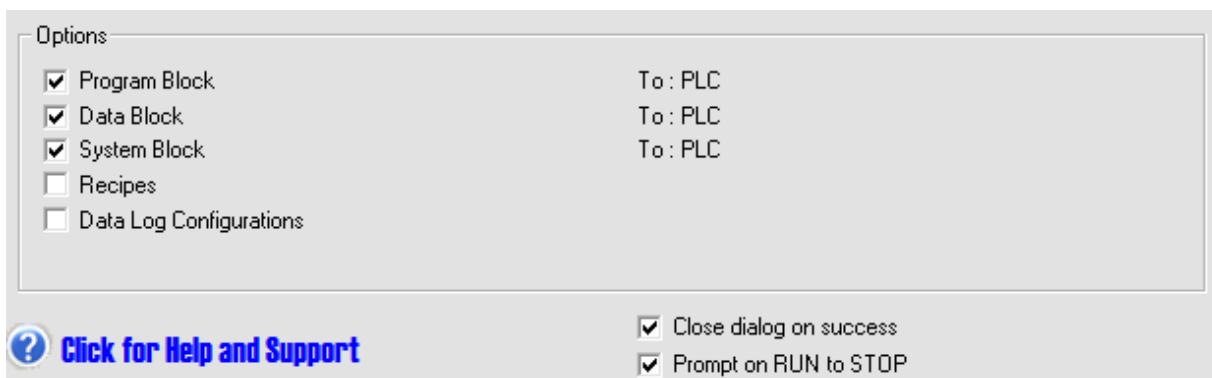 Options
Program Block To : PLC
Data Block To : PLC
System Block To : PLC
Recipes
Data Log Configurations
Close dialog on success
? Click for Help and Support
Prompt on RUN to STOP